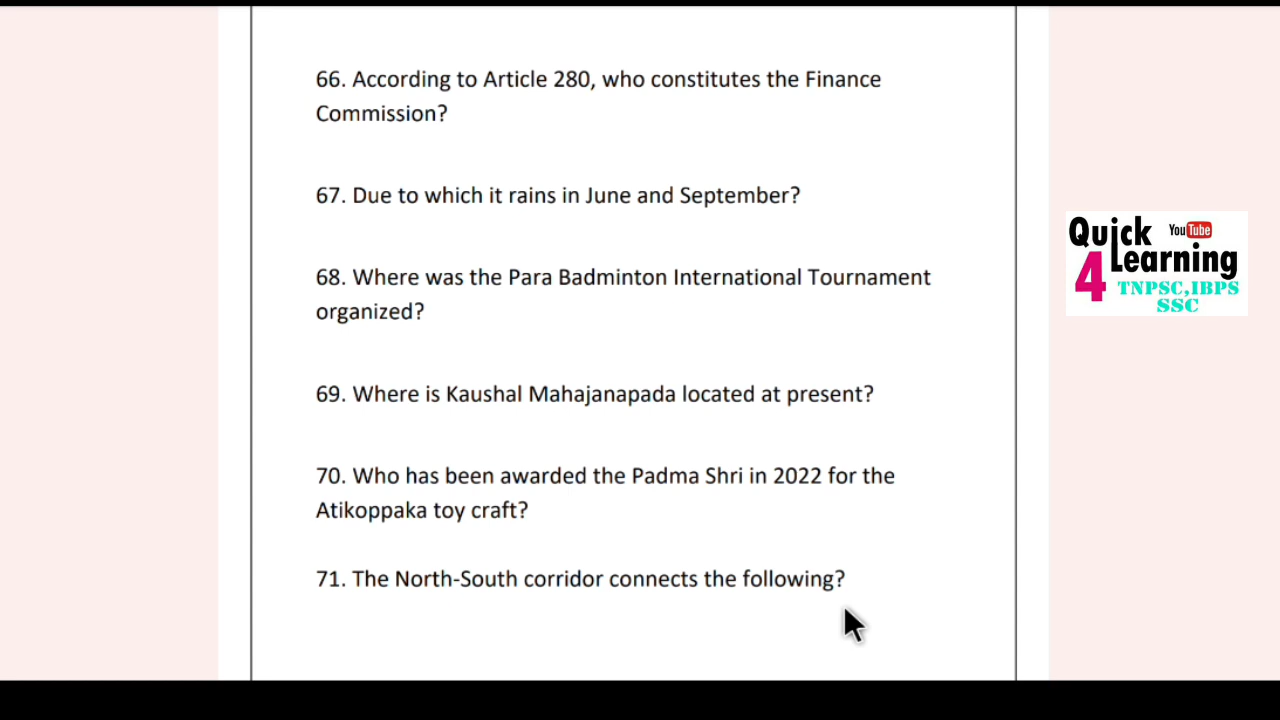 66. According to Article 280, who constitutes the Finance
Commission?
67. Due to which it rains in June and September?
68. Where was the Para Badminton International Tournament
organized?
69. Where is Kaushal Mahajanapada located at present?
70. Who has been awarded the Padma Shri in 2022 for the
Atikoppaka toy craft?
71. The North-South corridor connects the following?
Quick YouTube
4 Learning
TNPSC,IBPS
SSC